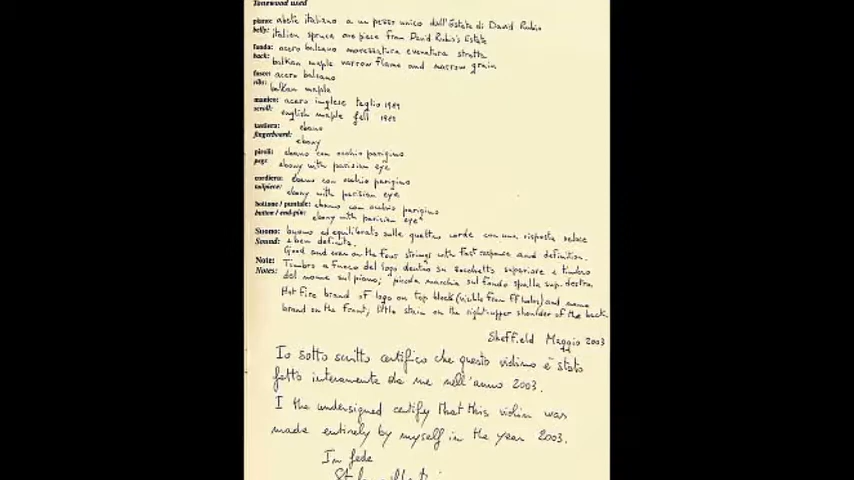 Tonewood used
piano: abete italiano a un pezzo unico dall'Estate di David Rubio
belly: italian spruce one piece from David Rubio's Estate
fondo: acero balcano marezzatura e venatura stretta
back: balkan maple narrow flame and narrow grain
fasce: acero balcano
ribs: balkan maple
manico: acero inglese taglio 1989
scroll: english maple fell 1989
tastiera: ebano
fingerboard: ebony
piroli: ebano con occhio parigino
pegs: ebony with parisian eye
cordiera: ebano con occhio parigino
tailpiece: ebony with parisian eye
bottone / puntale: ebano con occhio parigino
button / end-pin: ebony with parisian eye
Suono: buono ed equilibrato sulle quattro corde con una risposta veloce
e ben definita.
Sound: Good and even on the four strings with fast response and definition.
Note: Timbro a fuoco del logo dentro su zocchetto superiore e timbro
Notes: del nome sul piano; piccola macchia sul fondo spalla sup. destra.
Hot fire brand of logo on top block (visible from ff holes) and name
brand on the front; little stain on the right upper shoulder of the back.
Sheffield Maggio 2003
Io sotto scritto certifico che questo violino è stato
fatto interamente da me nell'anno 2003.
I the undersigned certify that this violin was
made entirely by myself in the year 2003.
In fede